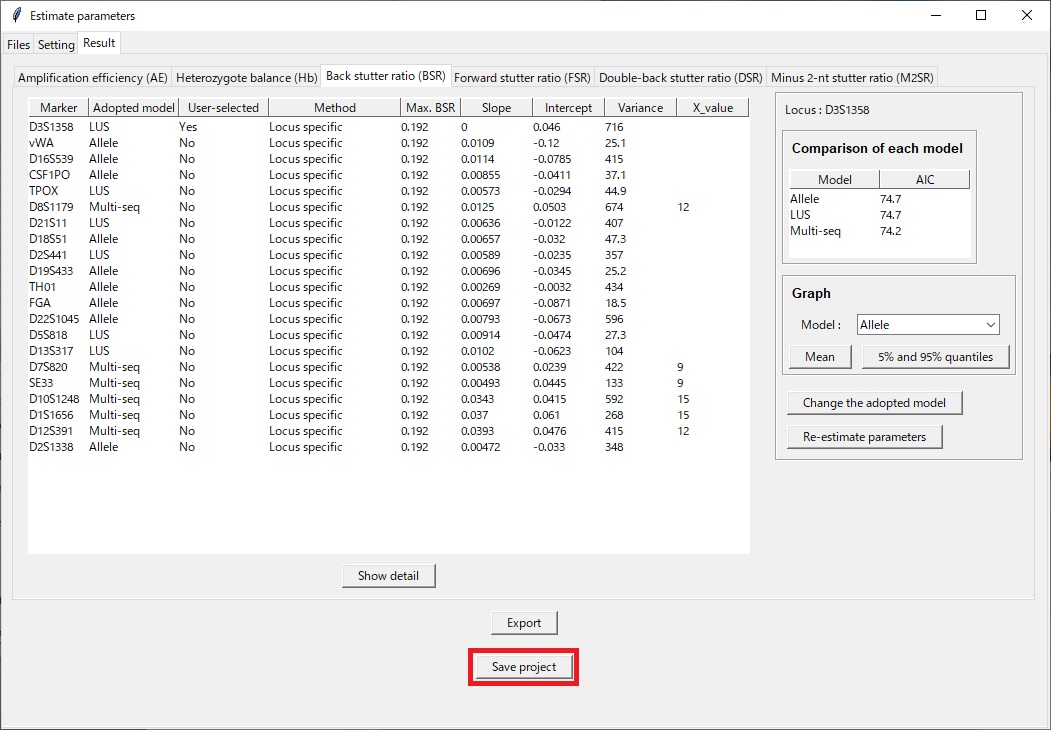 Estimate parameters
Files Setting Result
Amplification efficiency (AE) Heterozygote balance (Hb) Back stutter ratio (BSR) Forward stutter ratio (FSR) Double-back stutter ratio (DSR) Minus 2-nt stutter ratio (M2SR)
Marker Adopted model User-selected Method Max. BSR Slope Intercept Variance X_value
D3S1358 LUS Yes Locus specific 0.192 0 0.046 716
vWA Allele No Locus specific 0.192 0.0109 -0.12 25.1
D16S539 Allele No Locus specific 0.192 0.0114 -0.0785 415
CSF1PO Allele No Locus specific 0.192 0.00855 -0.0411 37.1
TPOX LUS No Locus specific 0.192 0.00573 -0.0294 44.9
D8S1179 Multi-seq No Locus specific 0.192 0.0125 0.0503 674 12
D21S11 LUS No Locus specific 0.192 0.00636 -0.0122 407
D18S51 Allele No Locus specific 0.192 0.00657 -0.032 47.3
D2S441 LUS No Locus specific 0.192 0.00589 -0.0235 357
D19S433 Allele No Locus specific 0.192 0.00696 -0.0345 25.2
TH01 Allele No Locus specific 0.192 0.00269 -0.0032 434
FGA Allele No Locus specific 0.192 0.00697 -0.0871 18.5
D22S1045 Allele No Locus specific 0.192 0.00793 -0.0673 596
D5S818 LUS No Locus specific 0.192 0.00914 -0.0474 27.3
D13S317 LUS No Locus specific 0.192 0.0102 -0.0623 104
D7S820 Multi-seq No Locus specific 0.192 0.00538 0.0239 422 9
SE33 Multi-seq No Locus specific 0.192 0.00493 0.0445 133 9
D10S1248 Multi-seq No Locus specific 0.192 0.0343 0.0415 592 15
D1S1656 Multi-seq No Locus specific 0.192 0.037 0.061 268 15
D12S391 Multi-seq No Locus specific 0.192 0.0393 0.0476 415 12
D2S1338 Allele No Locus specific 0.192 0.00472 -0.033 348
Show detail
Locus : D3S1358
Comparison of each model
Model AIC
Allele 74.7
LUS 74.7
Multi-seq 74.2
Graph
Model : Allele
Mean 5% and 95% quantiles
Change the adopted model
Re-estimate parameters
Export
Save project